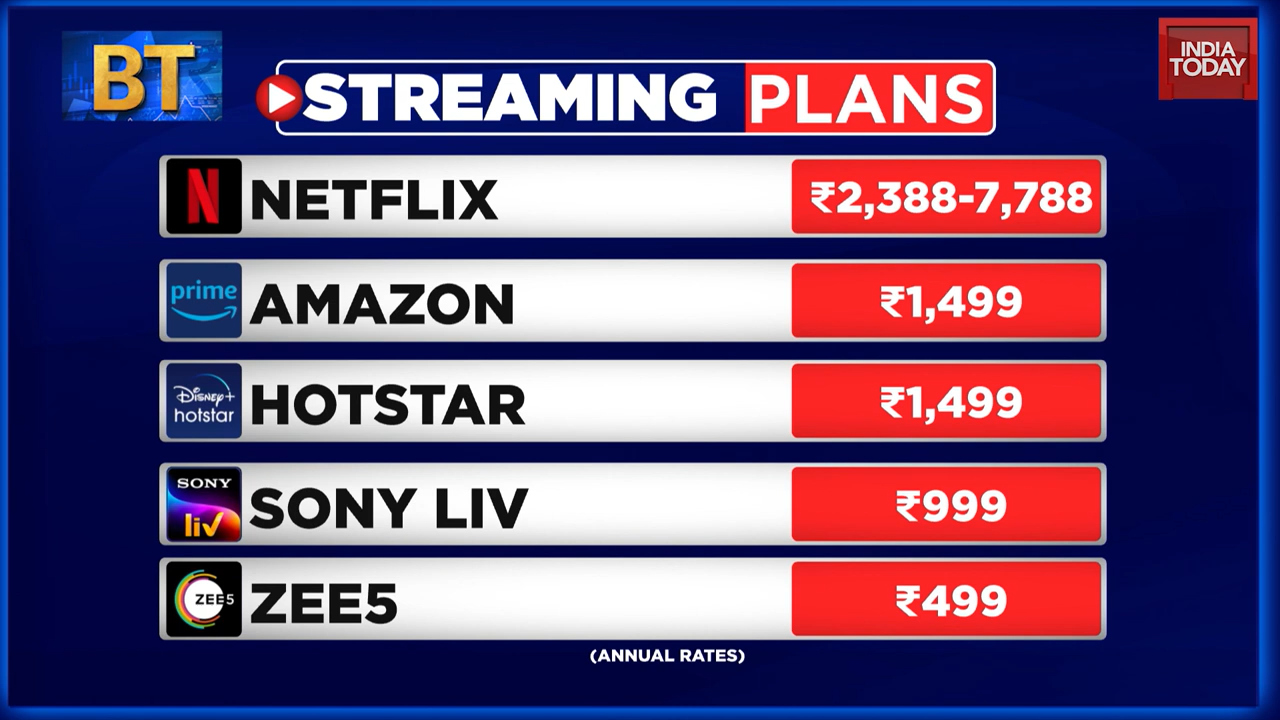 BT
INDIA
TODAY
STREAMING PLANS
N NETFLIX ₹2,388-7,788
prime AMAZON ₹1,499
Disney+
hotstar HOTSTAR ₹1,499
SONY
liv SONY LIV ₹999
ZEE5 ZEE5 ₹499
(ANNUAL RATES)